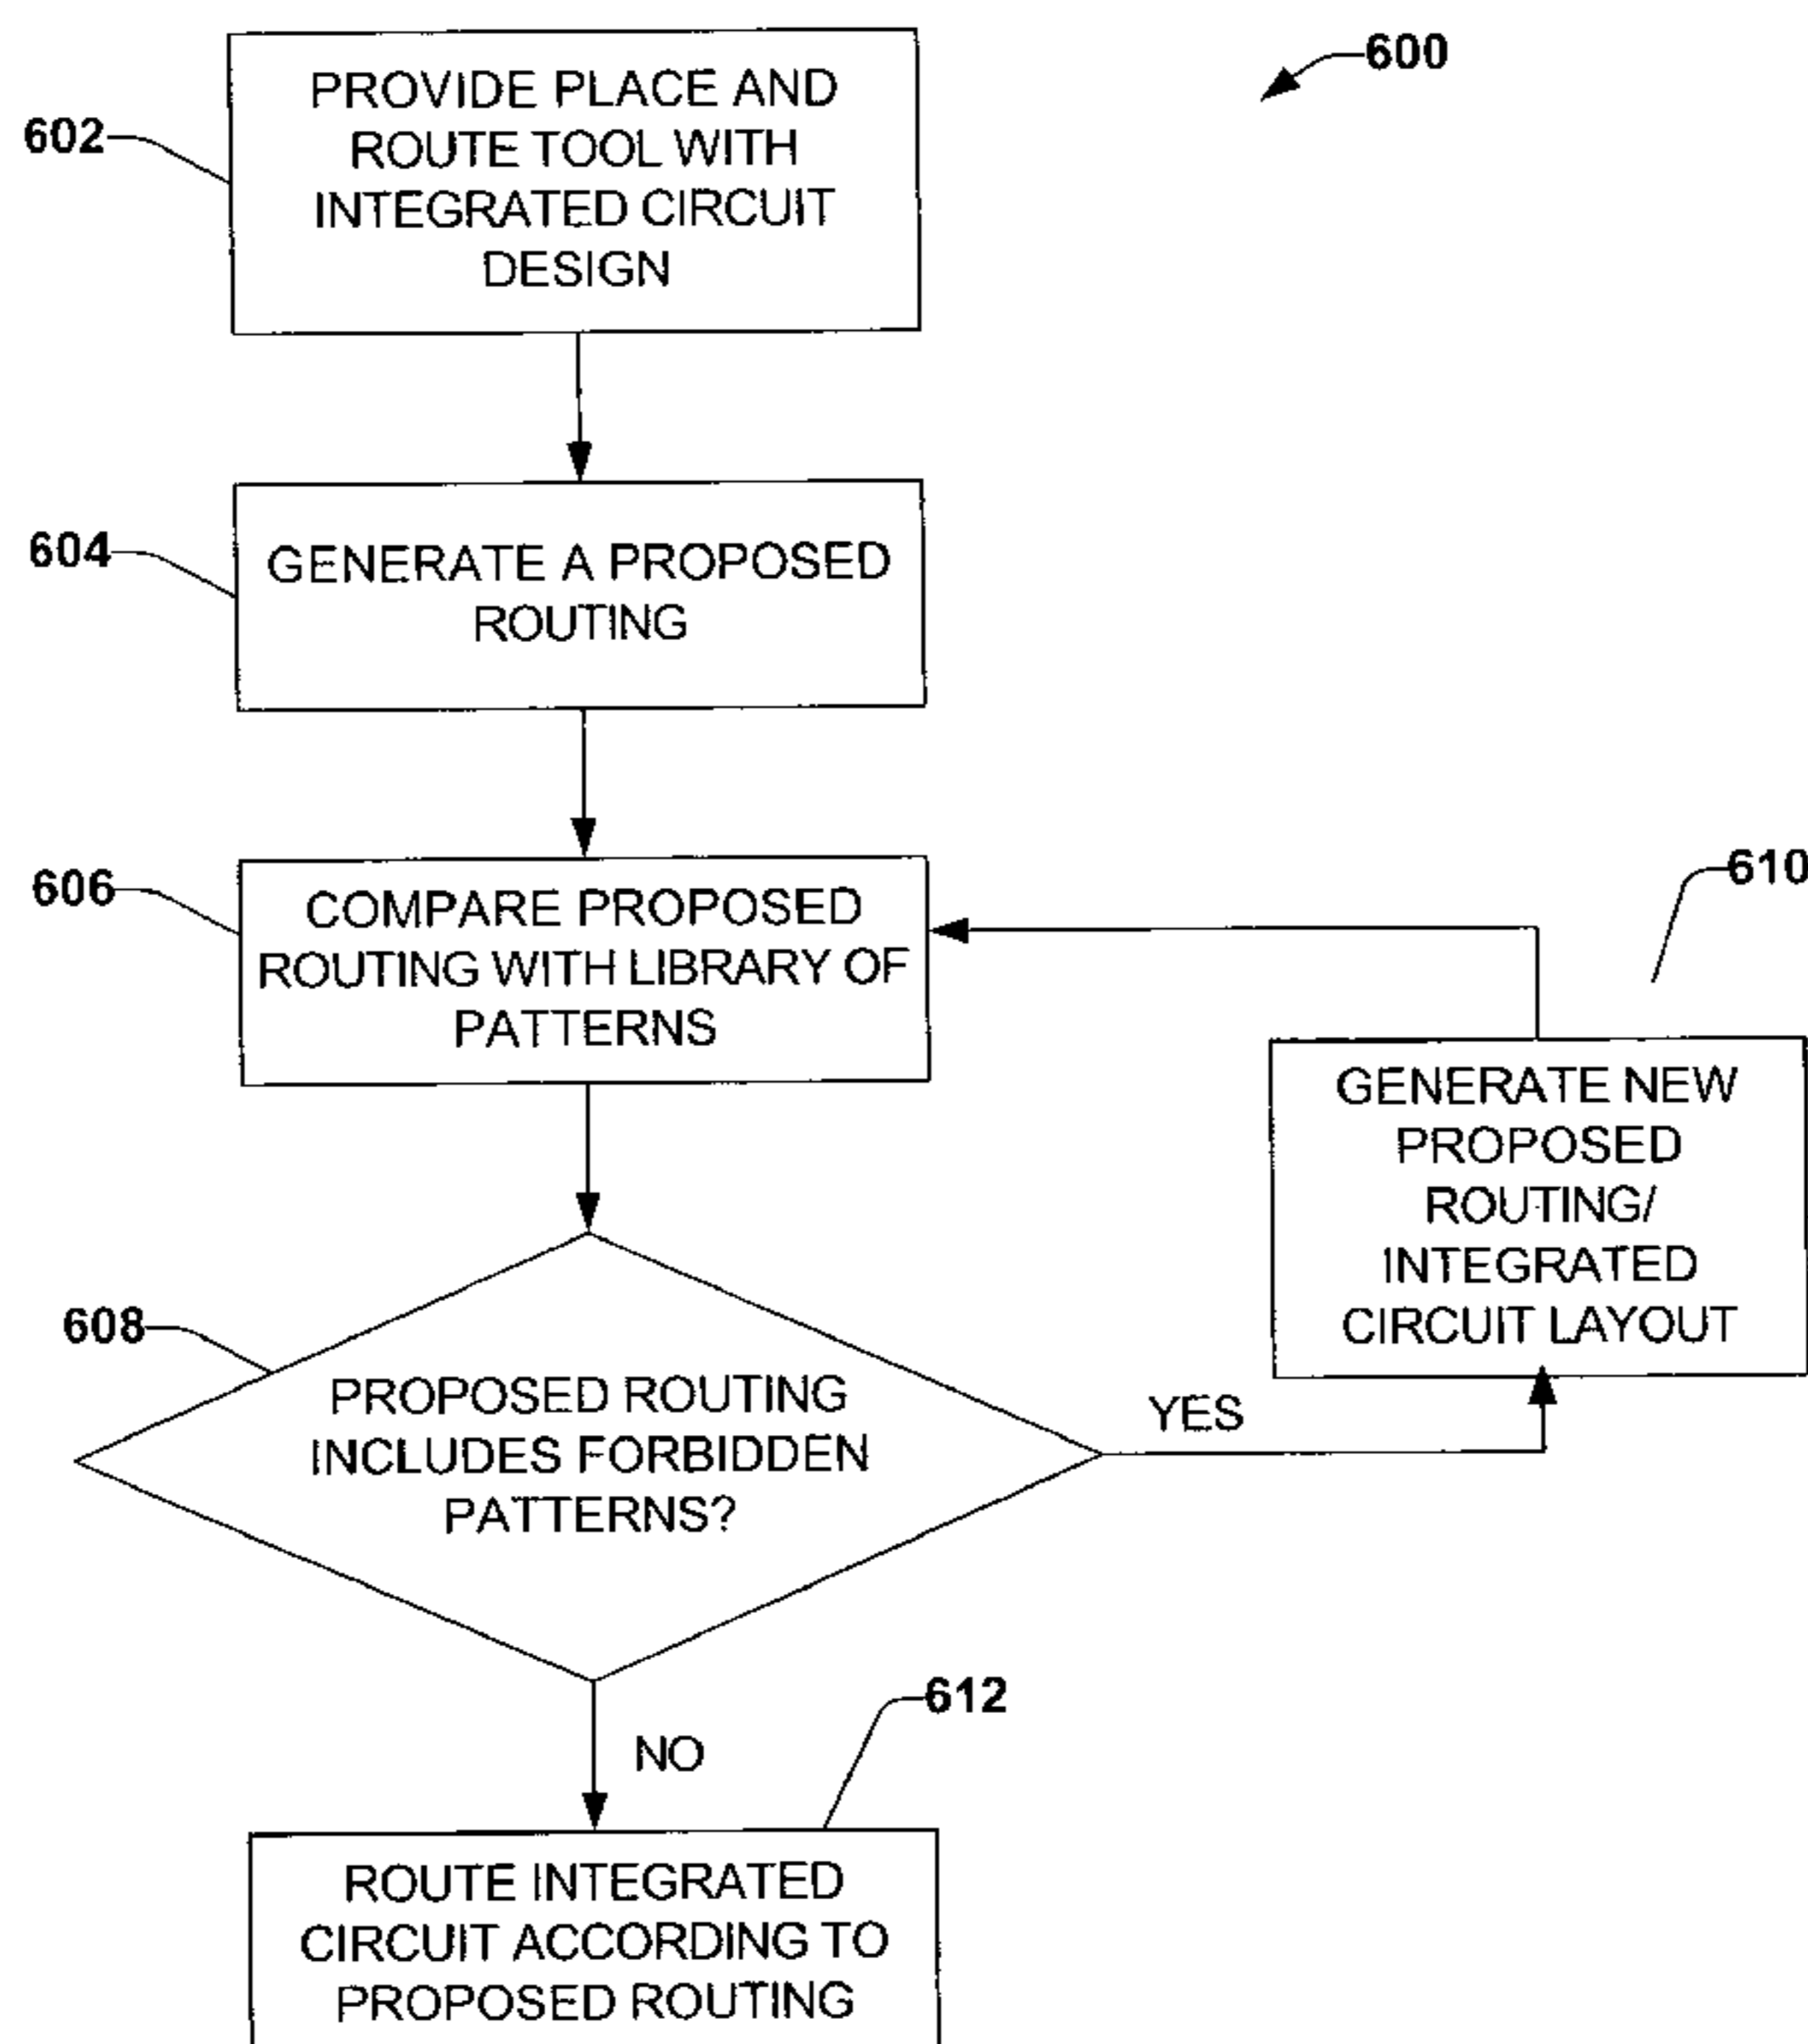 600
602
PROVIDE PLACE AND
ROUTE TOOL WITH
INTEGRATED CIRCUIT
DESIGN
604
GENERATE A PROPOSED
ROUTING
606
COMPARE PROPOSED
ROUTING WITH LIBRARY OF
PATTERNS
610
GENERATE NEW
PROPOSED
ROUTING/
INTEGRATED
CIRCUIT LAYOUT
608
PROPOSED ROUTING
INCLUDES FORBIDDEN
PATTERNS?
YES
NO
612
ROUTE INTEGRATED
CIRCUIT ACCORDING TO
PROPOSED ROUTING